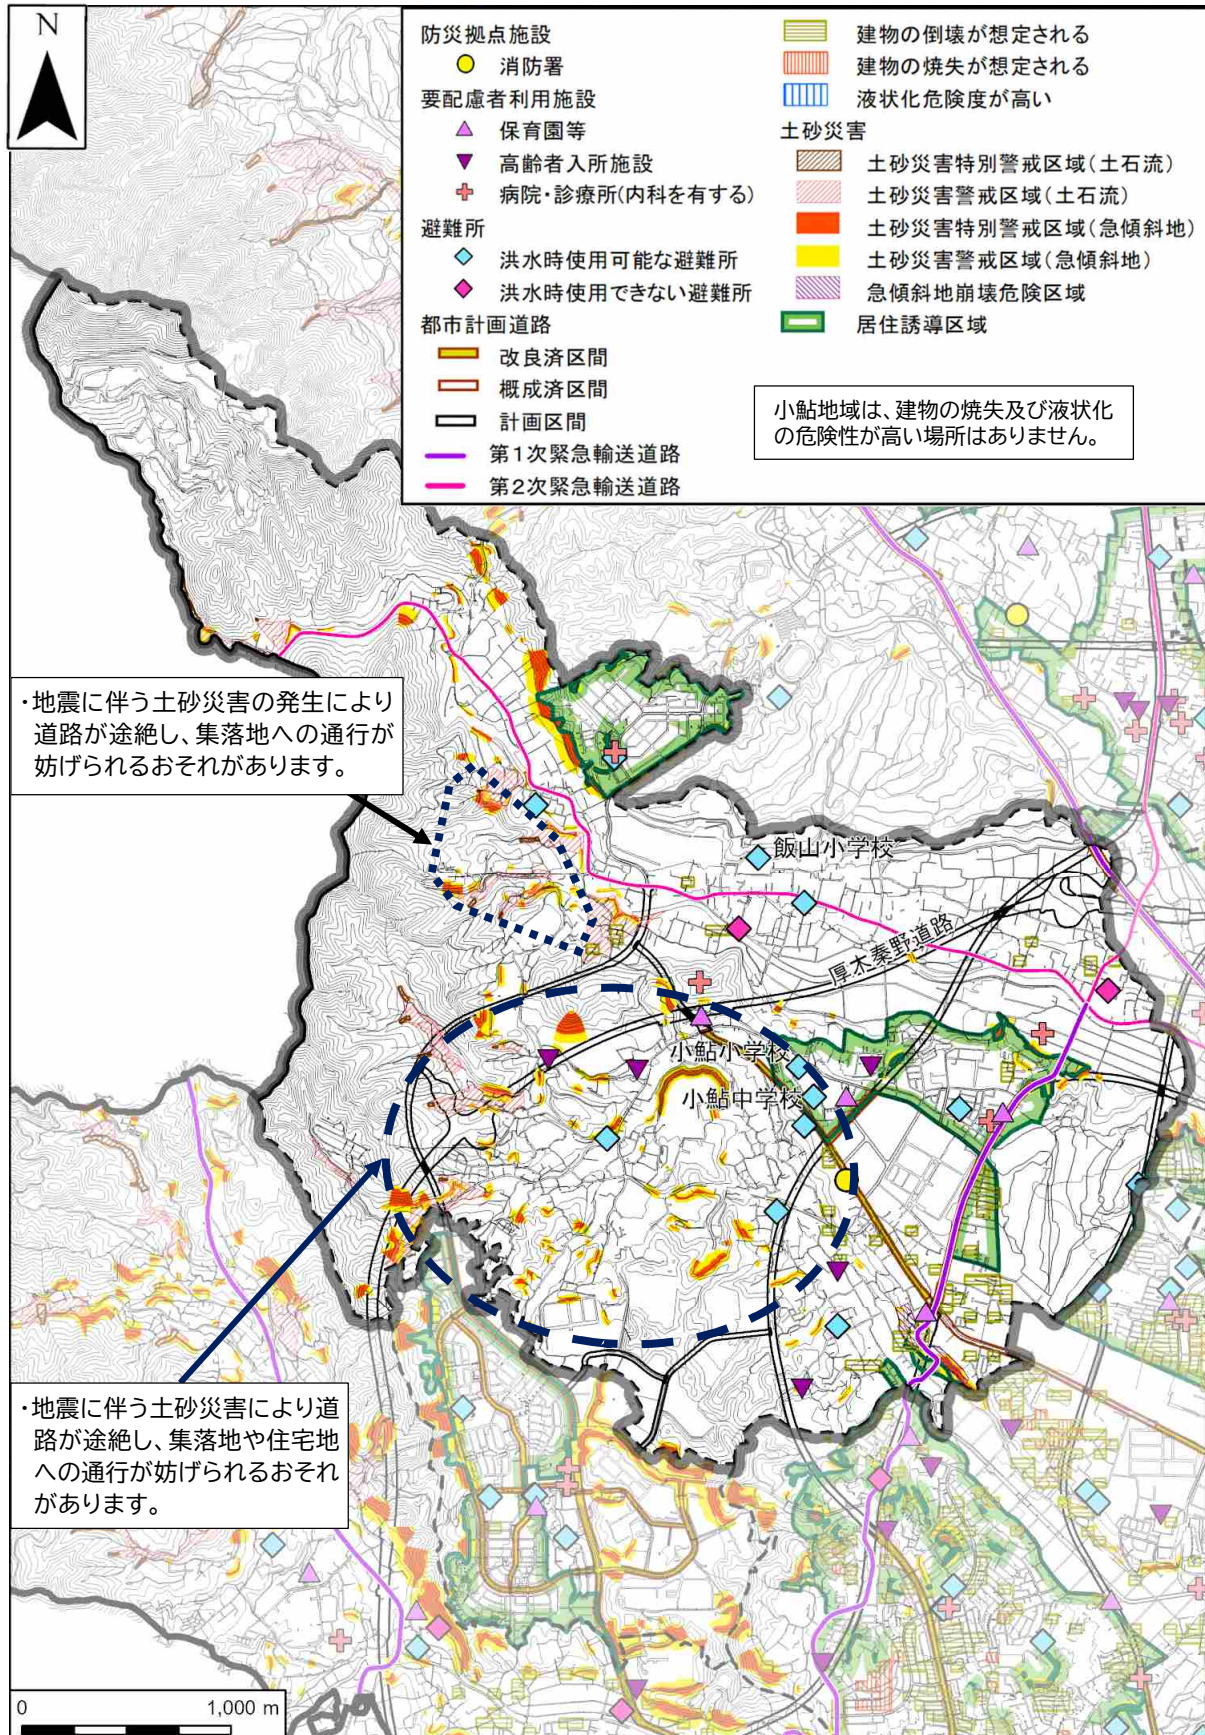 N
防災拠点施設
消防署
要配慮者利用施設
保育園等
高齢者入所施設
病院・診療所(内科を有する)
避難所
洪水時使用可能な避難所
洪水時使用できない避難所
都市計画道路
改良済区間
概成済区間
計画区間
第1次緊急輸送道路
第2次緊急輸送道路
建物の倒壊が想定される
建物の焼失が想定される
液状化危険度が高い
土砂災害
土砂災害特別警戒区域(土石流)
土砂災害警戒区域(土石流)
土砂災害特別警戒区域(急傾斜地)
土砂災害警戒区域(急傾斜地)
急傾斜地崩壊危険区域
居住誘導区域
小鮎地域は、建物の焼失及び液状化
の危険性が高い場所はありません。
・地震に伴う土砂災害の発生により
道路が途絶し、集落地への通行が
妨げられるおそれがあります。
飯山小学校
厚木秦野道路
小鮎小学校
小鮎中学校
・地震に伴う土砂災害により道
路が途絶し、集落地や住宅地
への通行が妨げられるおそれ
があります。
0 1,000 m